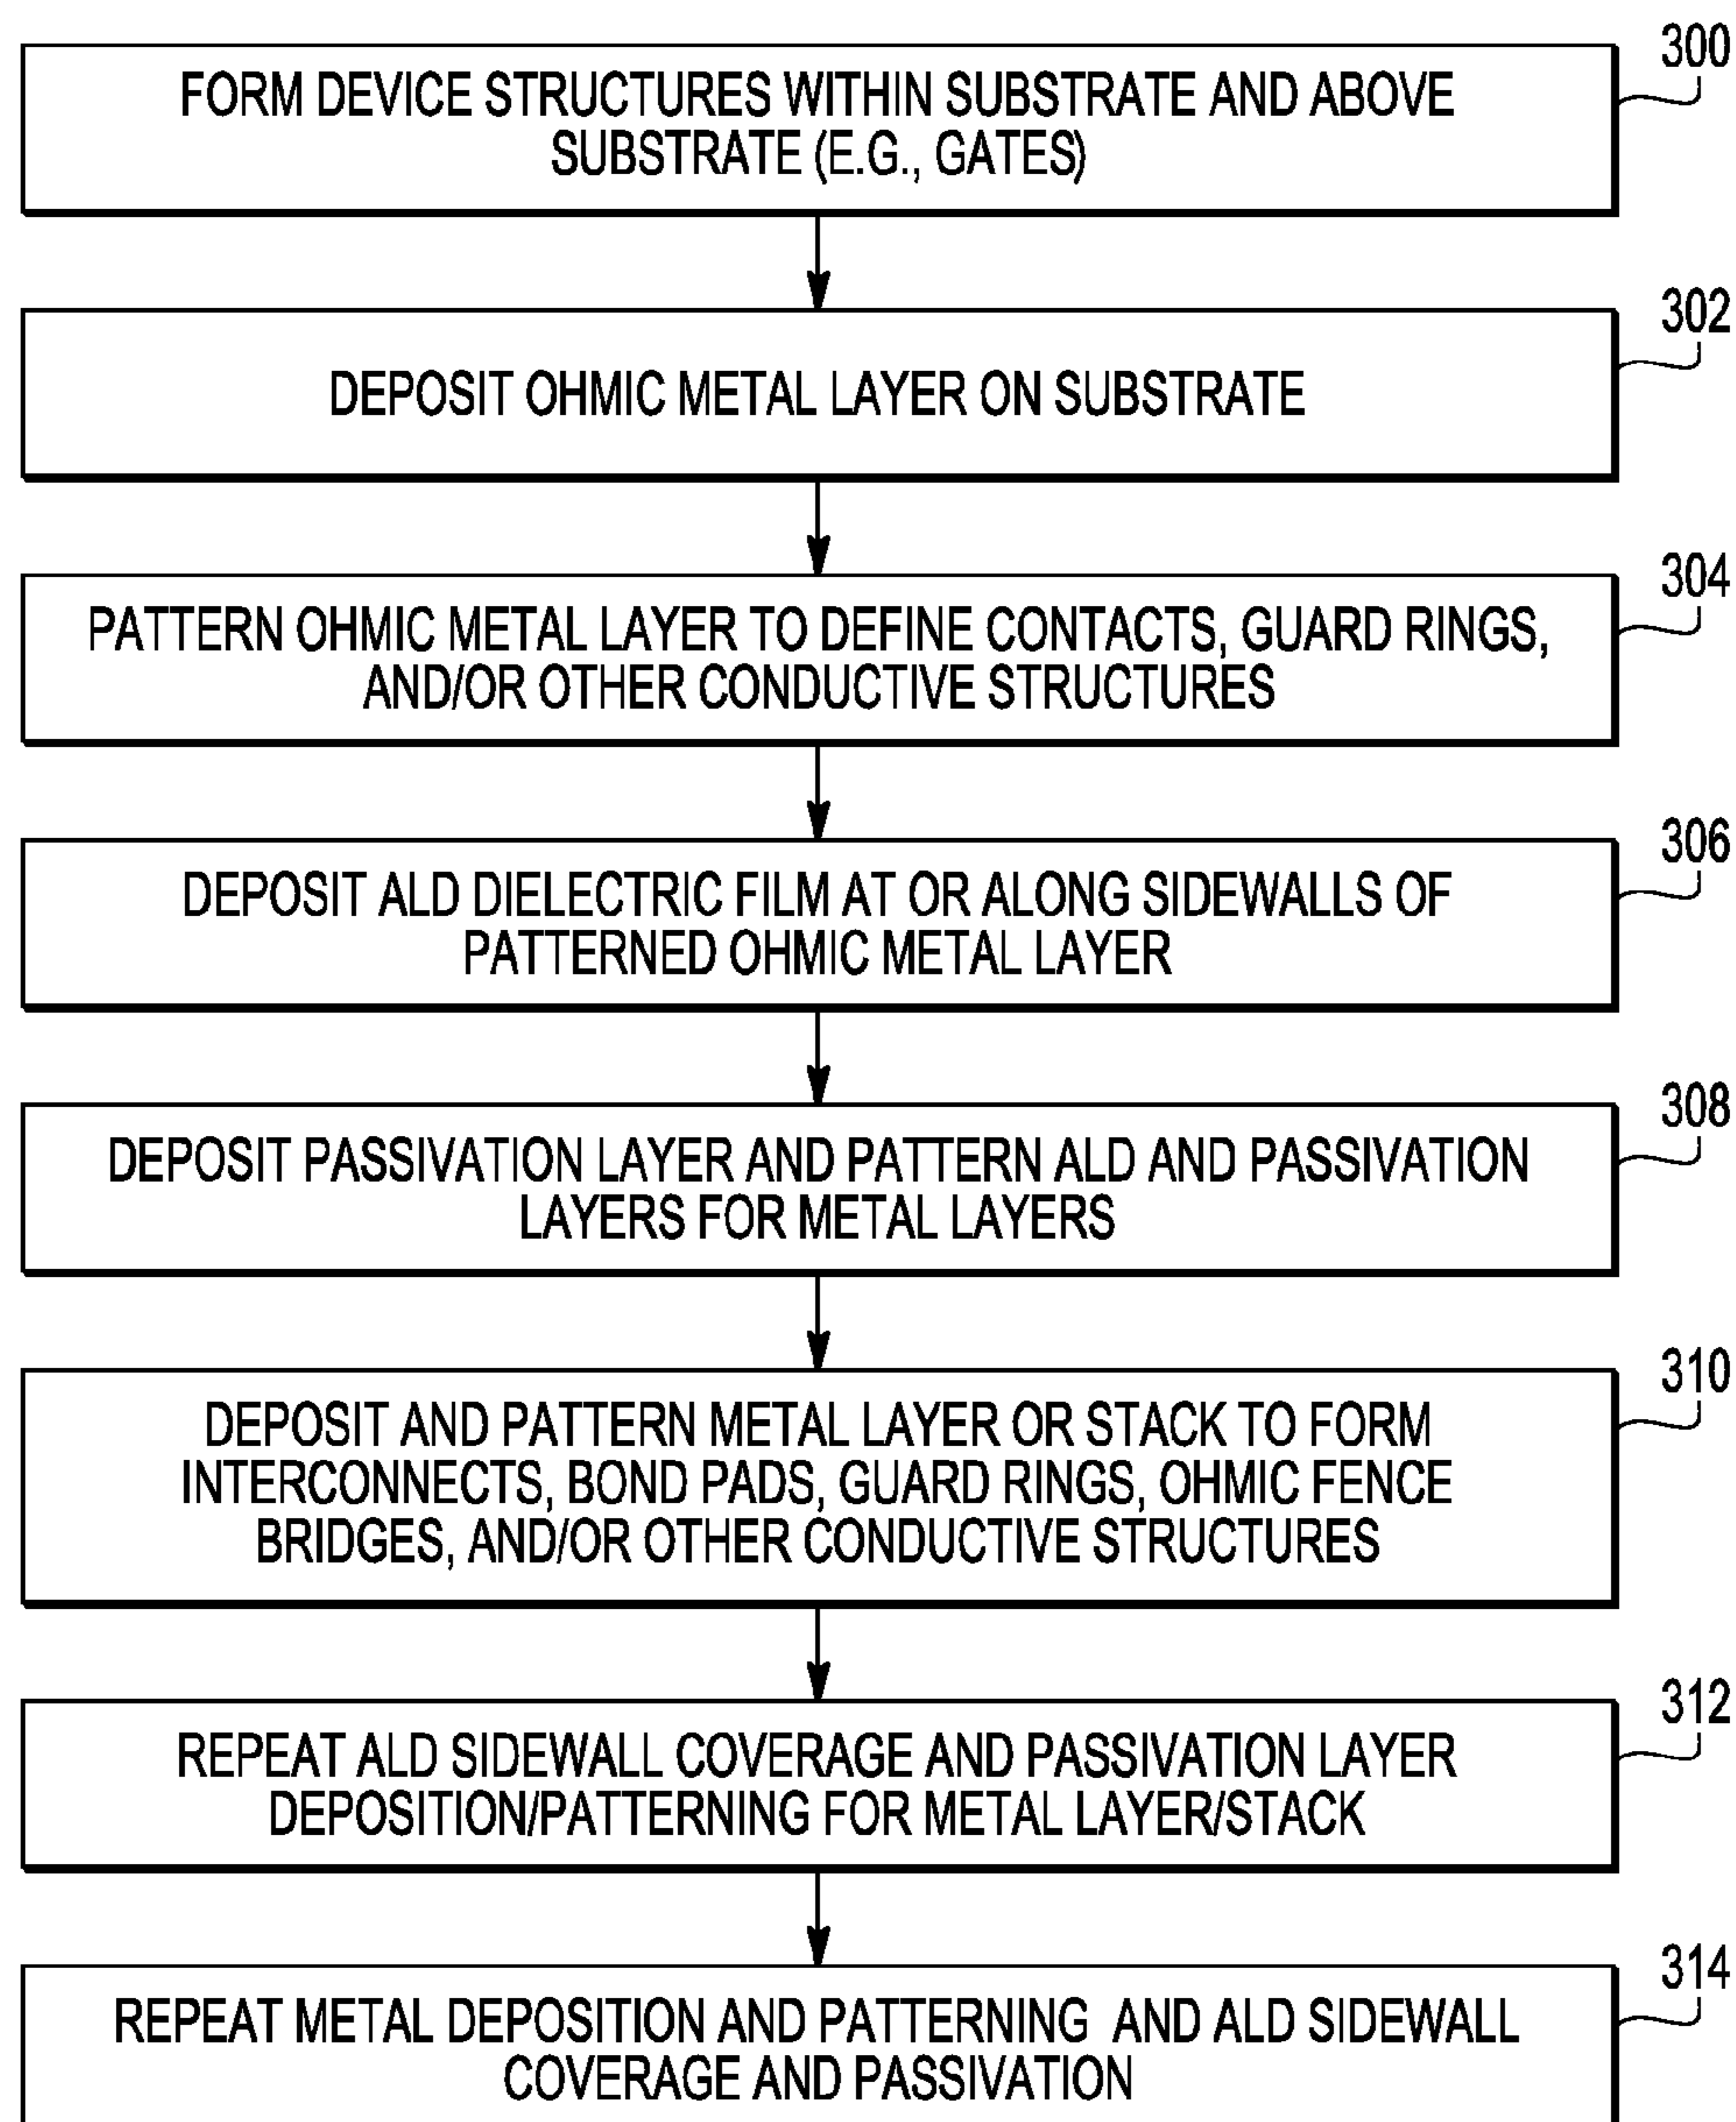 300
FORM DEVICE STRUCTURES WITHIN SUBSTRATE AND ABOVE
SUBSTRATE (E.G., GATES)
302
DEPOSIT OHMIC METAL LAYER ON SUBSTRATE
304
PATTERN OHMIC METAL LAYER TO DEFINE CONTACTS, GUARD RINGS,
AND/OR OTHER CONDUCTIVE STRUCTURES
306
DEPOSIT ALD DIELECTRIC FILM AT OR ALONG SIDEWALLS OF
PATTERNED OHMIC METAL LAYER
308
DEPOSIT PASSIVATION LAYER AND PATTERN ALD AND PASSIVATION
LAYERS FOR METAL LAYERS
310
DEPOSIT AND PATTERN METAL LAYER OR STACK TO FORM
INTERCONNECTS, BOND PADS, GUARD RINGS, OHMIC FENCE
BRIDGES, AND/OR OTHER CONDUCTIVE STRUCTURES
312
REPEAT ALD SIDEWALL COVERAGE AND PASSIVATION LAYER
DEPOSITION/PATTERNING FOR METAL LAYER/STACK
314
REPEAT METAL DEPOSITION AND PATTERNING AND ALD SIDEWALL
COVERAGE AND PASSIVATION